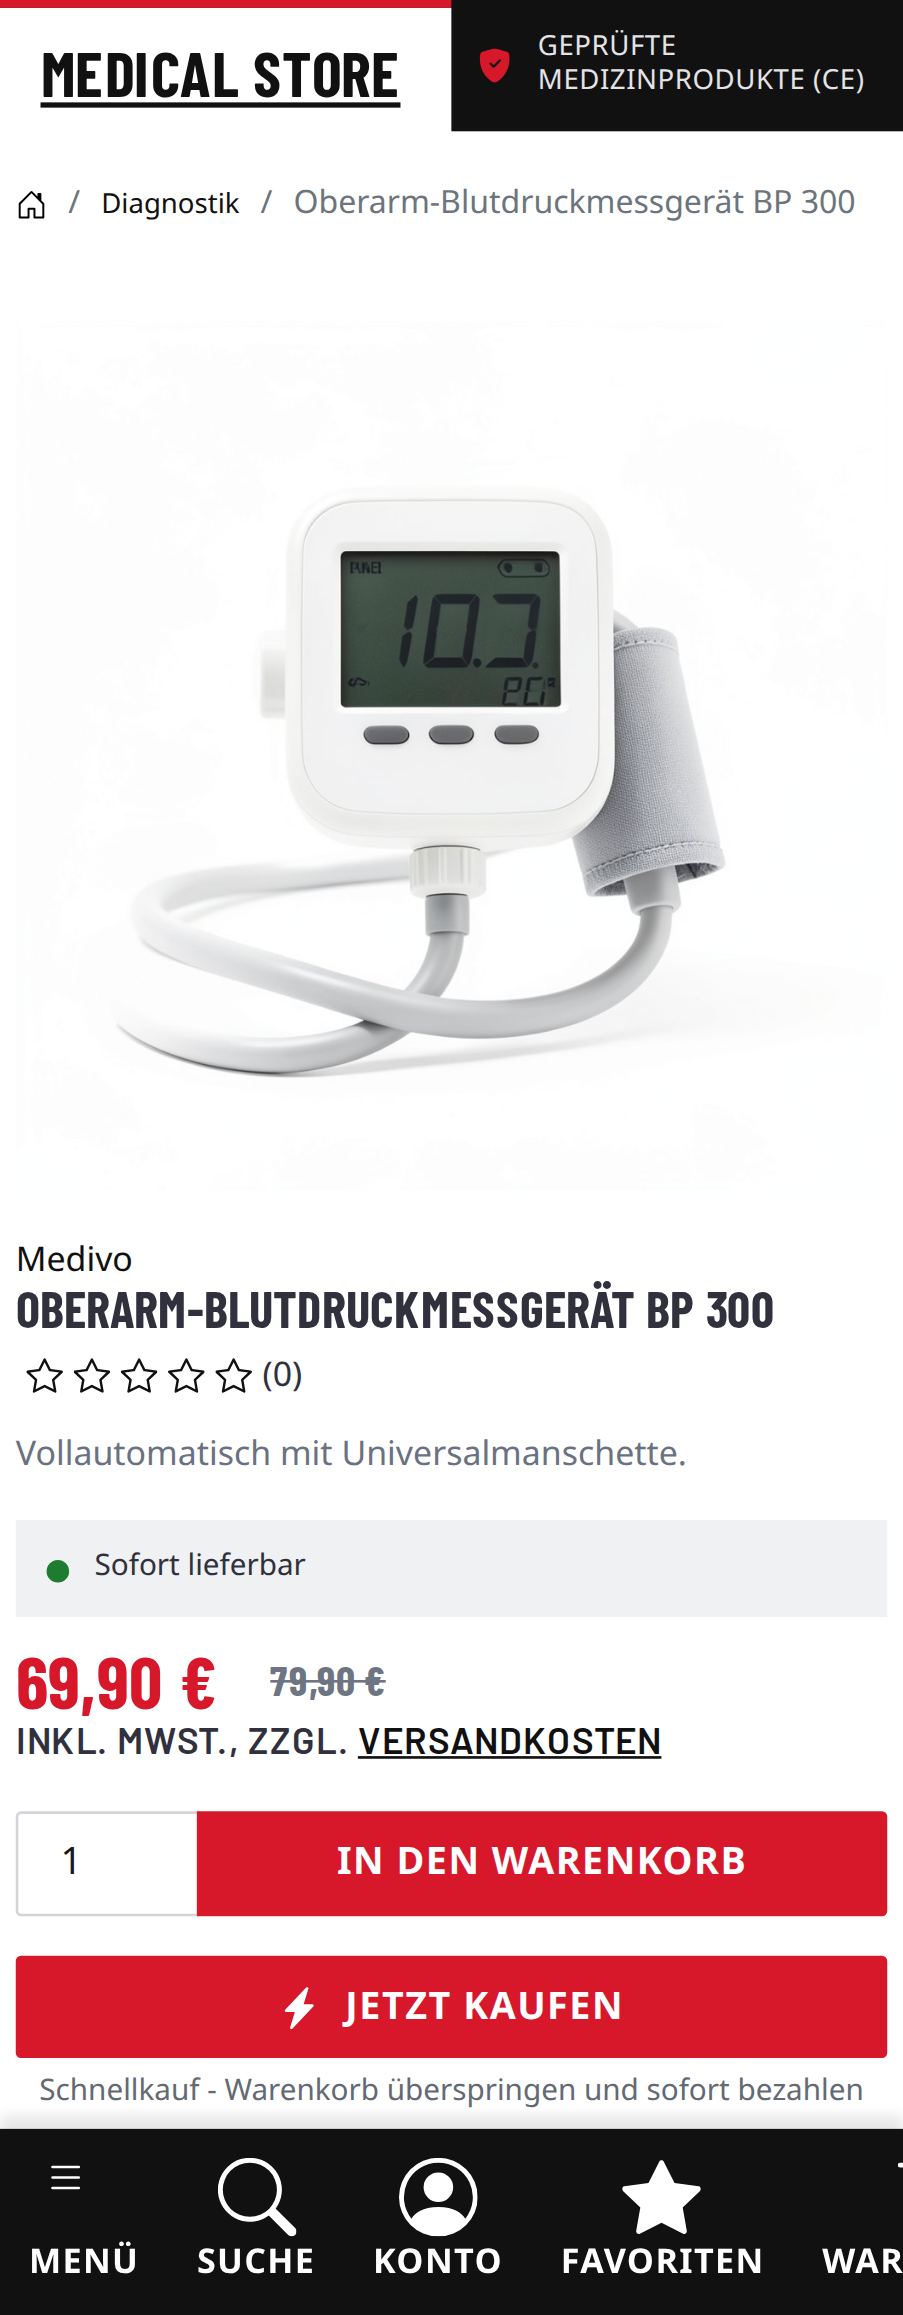 MEDICAL STORE
GEPRÜFTE
MEDIZINPRODUKTE (CE)
/ Diagnostik / Oberarm-Blutdruckmessgerät BP 300
Medivo
OBERARM-BLUTDRUCKMESSGERÄT BP 300
(0)
Vollautomatisch mit Universalmanschette.
Sofort lieferbar
69,90 € 79,90 €
INKL. MWST., ZZGL. VERSANDKOSTEN
1 IN DEN WARENKORB
JETZT KAUFEN
Schnellkauf - Warenkorb überspringen und sofort bezahlen
MENÜ SUCHE KONTO FAVORITEN WAR